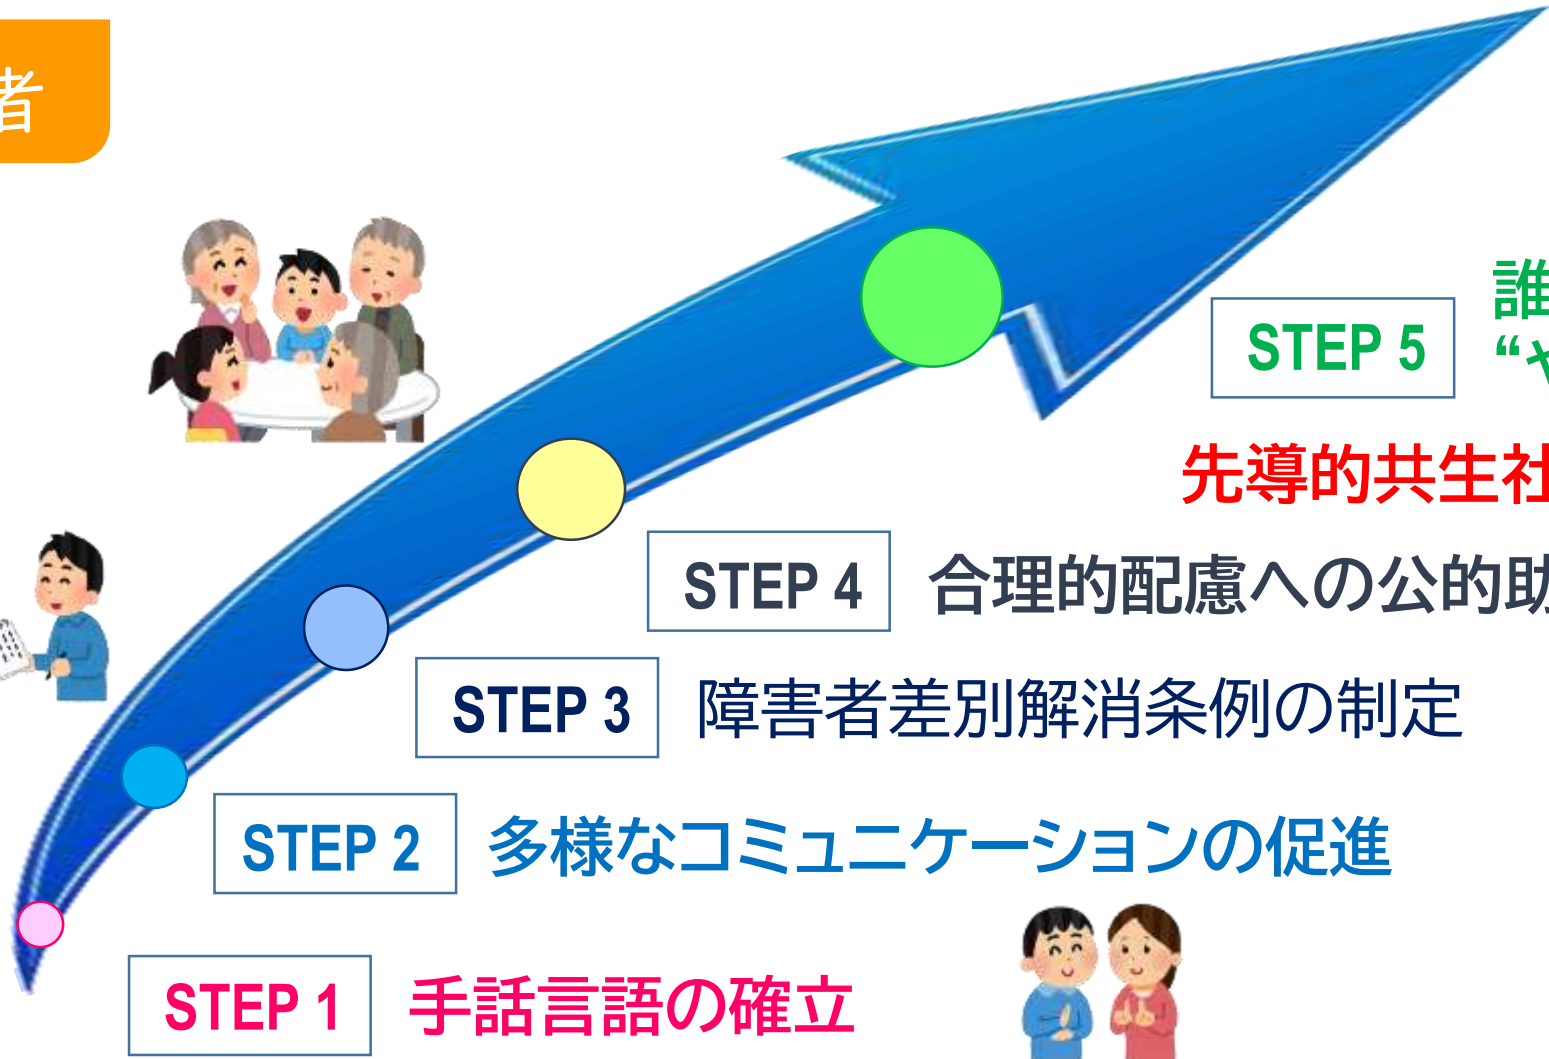 者
STEP 5
誰
“や
先導的共生社
STEP 4 合理的配慮への公的助
STEP 3 障害者差別解消条例の制定
STEP 2 多様なコミュニケーションの促進
STEP 1 手話言語の確立